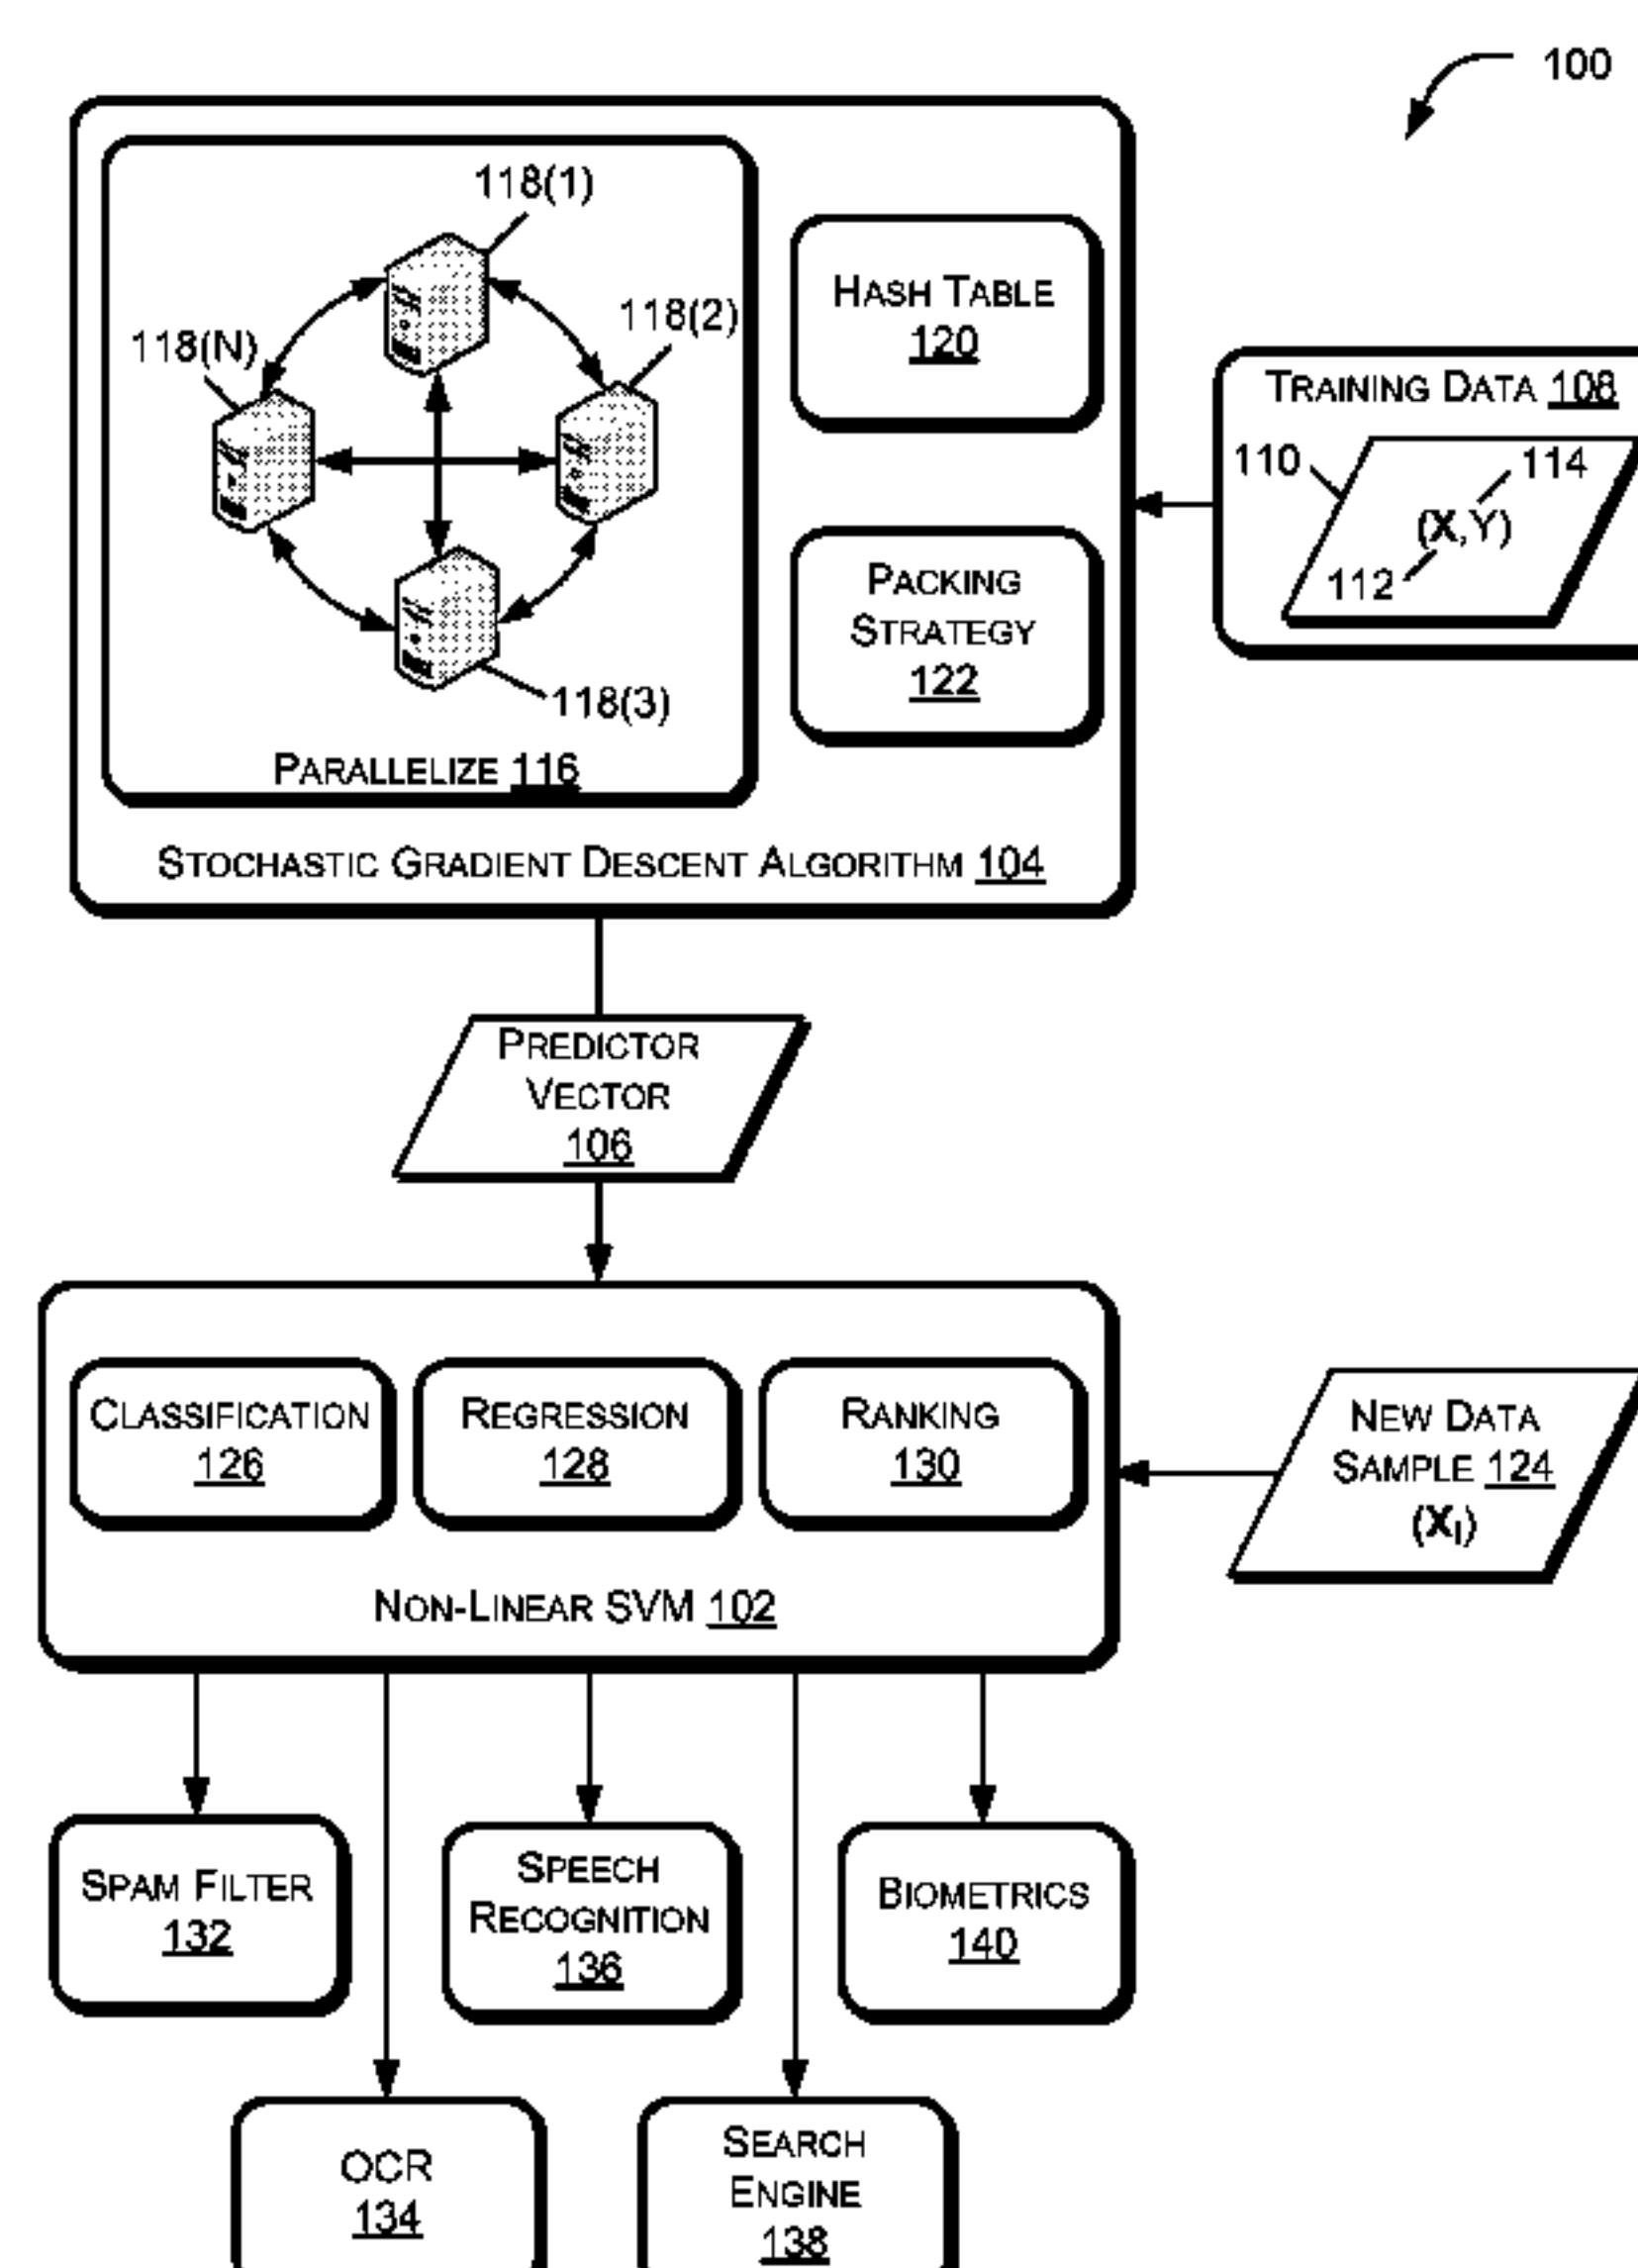 100
118(1)
118(2)
118(N)
118(3)
PARALLELIZE 116
HASH TABLE
120
PACKING
STRATEGY
122
STOCHASTIC GRADIENT DESCENT ALGORITHM 104
TRAINING DATA 108
110
114
(X,Y)
112
PREDICTOR
VECTOR
106
CLASSIFICATION
126
REGRESSION
128
RANKING
130
NON-LINEAR SVM 102
NEW DATA
SAMPLE 124
(XI)
SPAM FILTER
132
SPEECH
RECOGNITION
136
BIOMETRICS
140
OCR
134
SEARCH
ENGINE
138